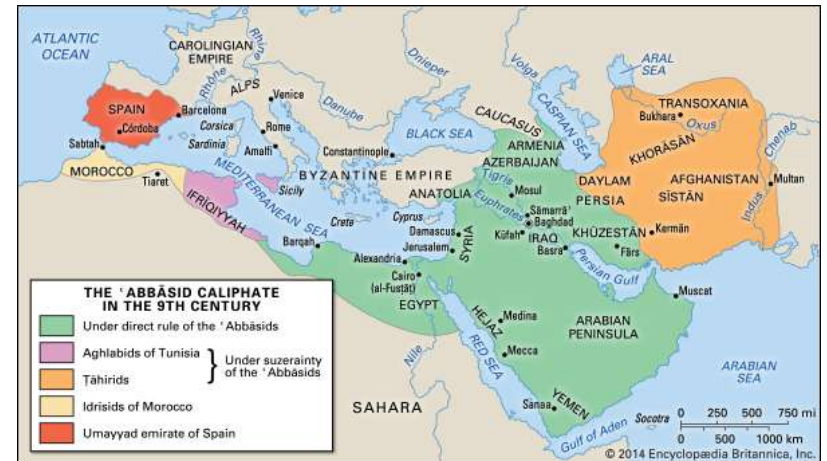 ATLANTIC
OCEAN
CAROLINGIAN
EMPIRE
Rhine
Rhône
ALPS
Venice
Danube
Dnieper
Volga
ARAL
SEA
CASPIAN SEA
CAUCASUS
TRANSOXANIA
Bukhara
Oxus
Chenab
SPAIN
Barcelona
Córdoba
Corsica
Sardinia
Rome
Amalfi
Constantinople
BLACK SEA
ARMENIA
AZERBAIJAN
KHORĀSĀN
Sabtah
MOROCCO
Tiaret
MEDITERRANEAN SEA
Sicily
BYZANTINE EMPIRE
ANATOLIA
Tigris
Mosul
DAYLAM
PERSIA
AFGHANISTAN
SĪSTĀN
Multan
Indus
IFRĪQIYYAH
Crete
Cyprus
Euphrates
Sāmarrāʾ
Baghdad
Damascus
SYRIA
Kūfah
IRAQ
KHŪZESTĀN
Kermān
Barqah
Jerusalem
Basra
Fārs
Alexandria
Persian Gulf
Cairo
(al-Fusṭāṭ)
EGYPT
Muscat
HEJAZ
Medina
ARABIAN
PENINSULA
Mecca
Nile
RED SEA
ARABIAN
SEA
SAHARA
Sanaa
YEMEN
Gulf of Aden
Socotra
THE ʿABBĀSID CALIPHATE
IN THE 9TH CENTURY
Under direct rule of the ʿAbbāsids
Aghlabids of Tunisia
Under suzerainty
of the ʿAbbāsids
Ṭāhirids
Idrisids of Morocco
Umayyad emirate of Spain
0 250 500 750 mi
0 500 1000 km
© 2014 Encyclopædia Britannica, Inc.